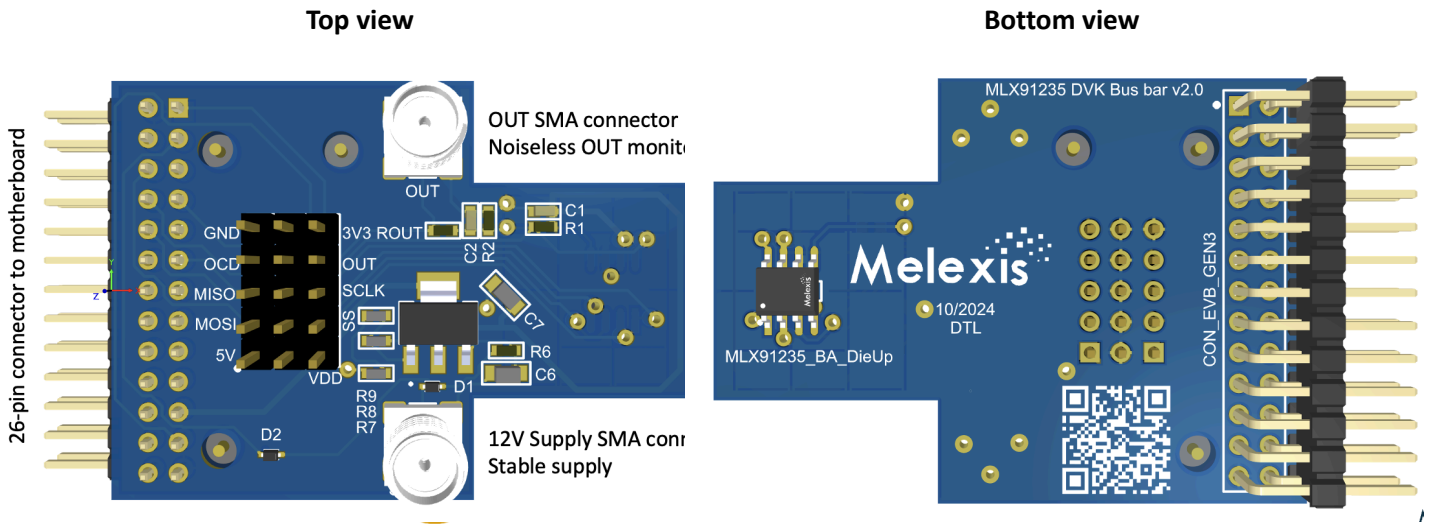 Top view
Bottom view
26-pin connector to motherboard
OUT SMA connector
Noiseless OUT monito
OUT
GND
3V3 ROUT
C2
R2
C1
R1
OCD
OUT
MISO
SCLK
MOSI
SS
5V
VDD
C7
R6
C6
D1
R9
R8
R7
D2
Y
Z
12V Supply SMA conn
Stable supply
MLX91235 DVK Bus bar v2.0
Melexis
Melexis
10/2024
DTL
MLX91235_BA_DieUp
CON_EVB_GEN3